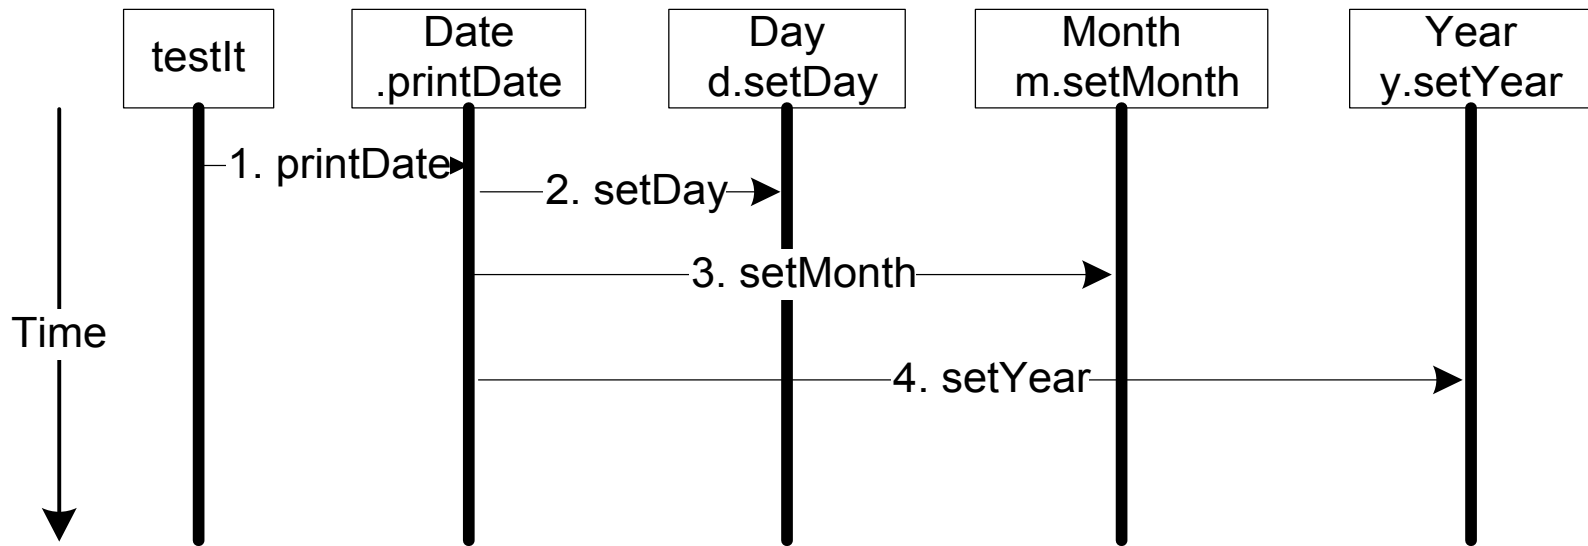 testIt
Date
.printDate
Day
d.setDay
Month
m.setMonth
Year
y.setYear
1. printDate
2. setDay
3. setMonth
Time
4. setYear